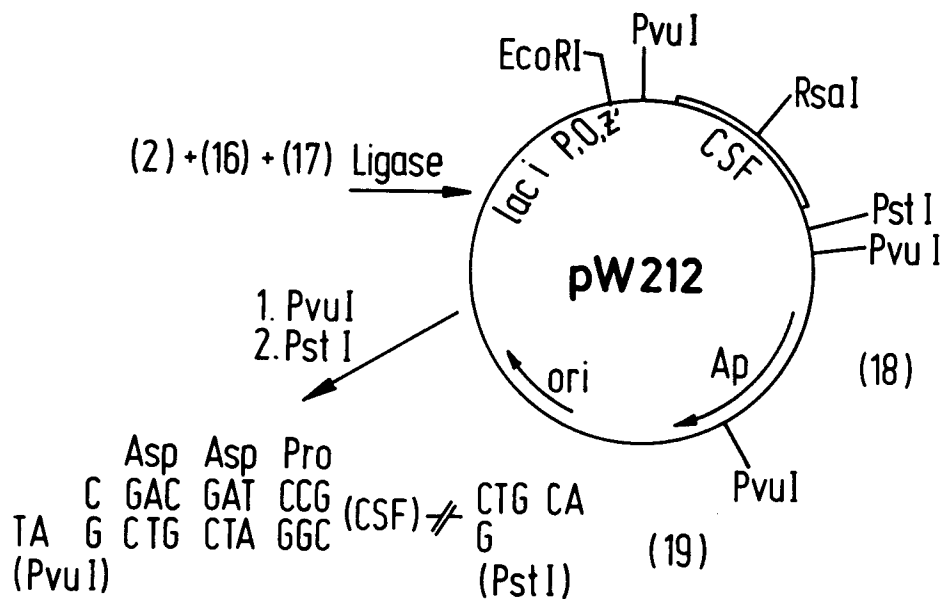 PvuI
EcoRI
RsaI
(2) + (16) + (17) Ligase
lac i P,O,z'
CSF
PstI
PvuI
pW212
1. PvuI
2. PstI
ori
Ap
(18)
PvuI
Asp Asp Pro
C GAC GAT CCG (CSF) CTG CA
TA G CTG CTA GGC G
(PvuI) (PstI)
(19)